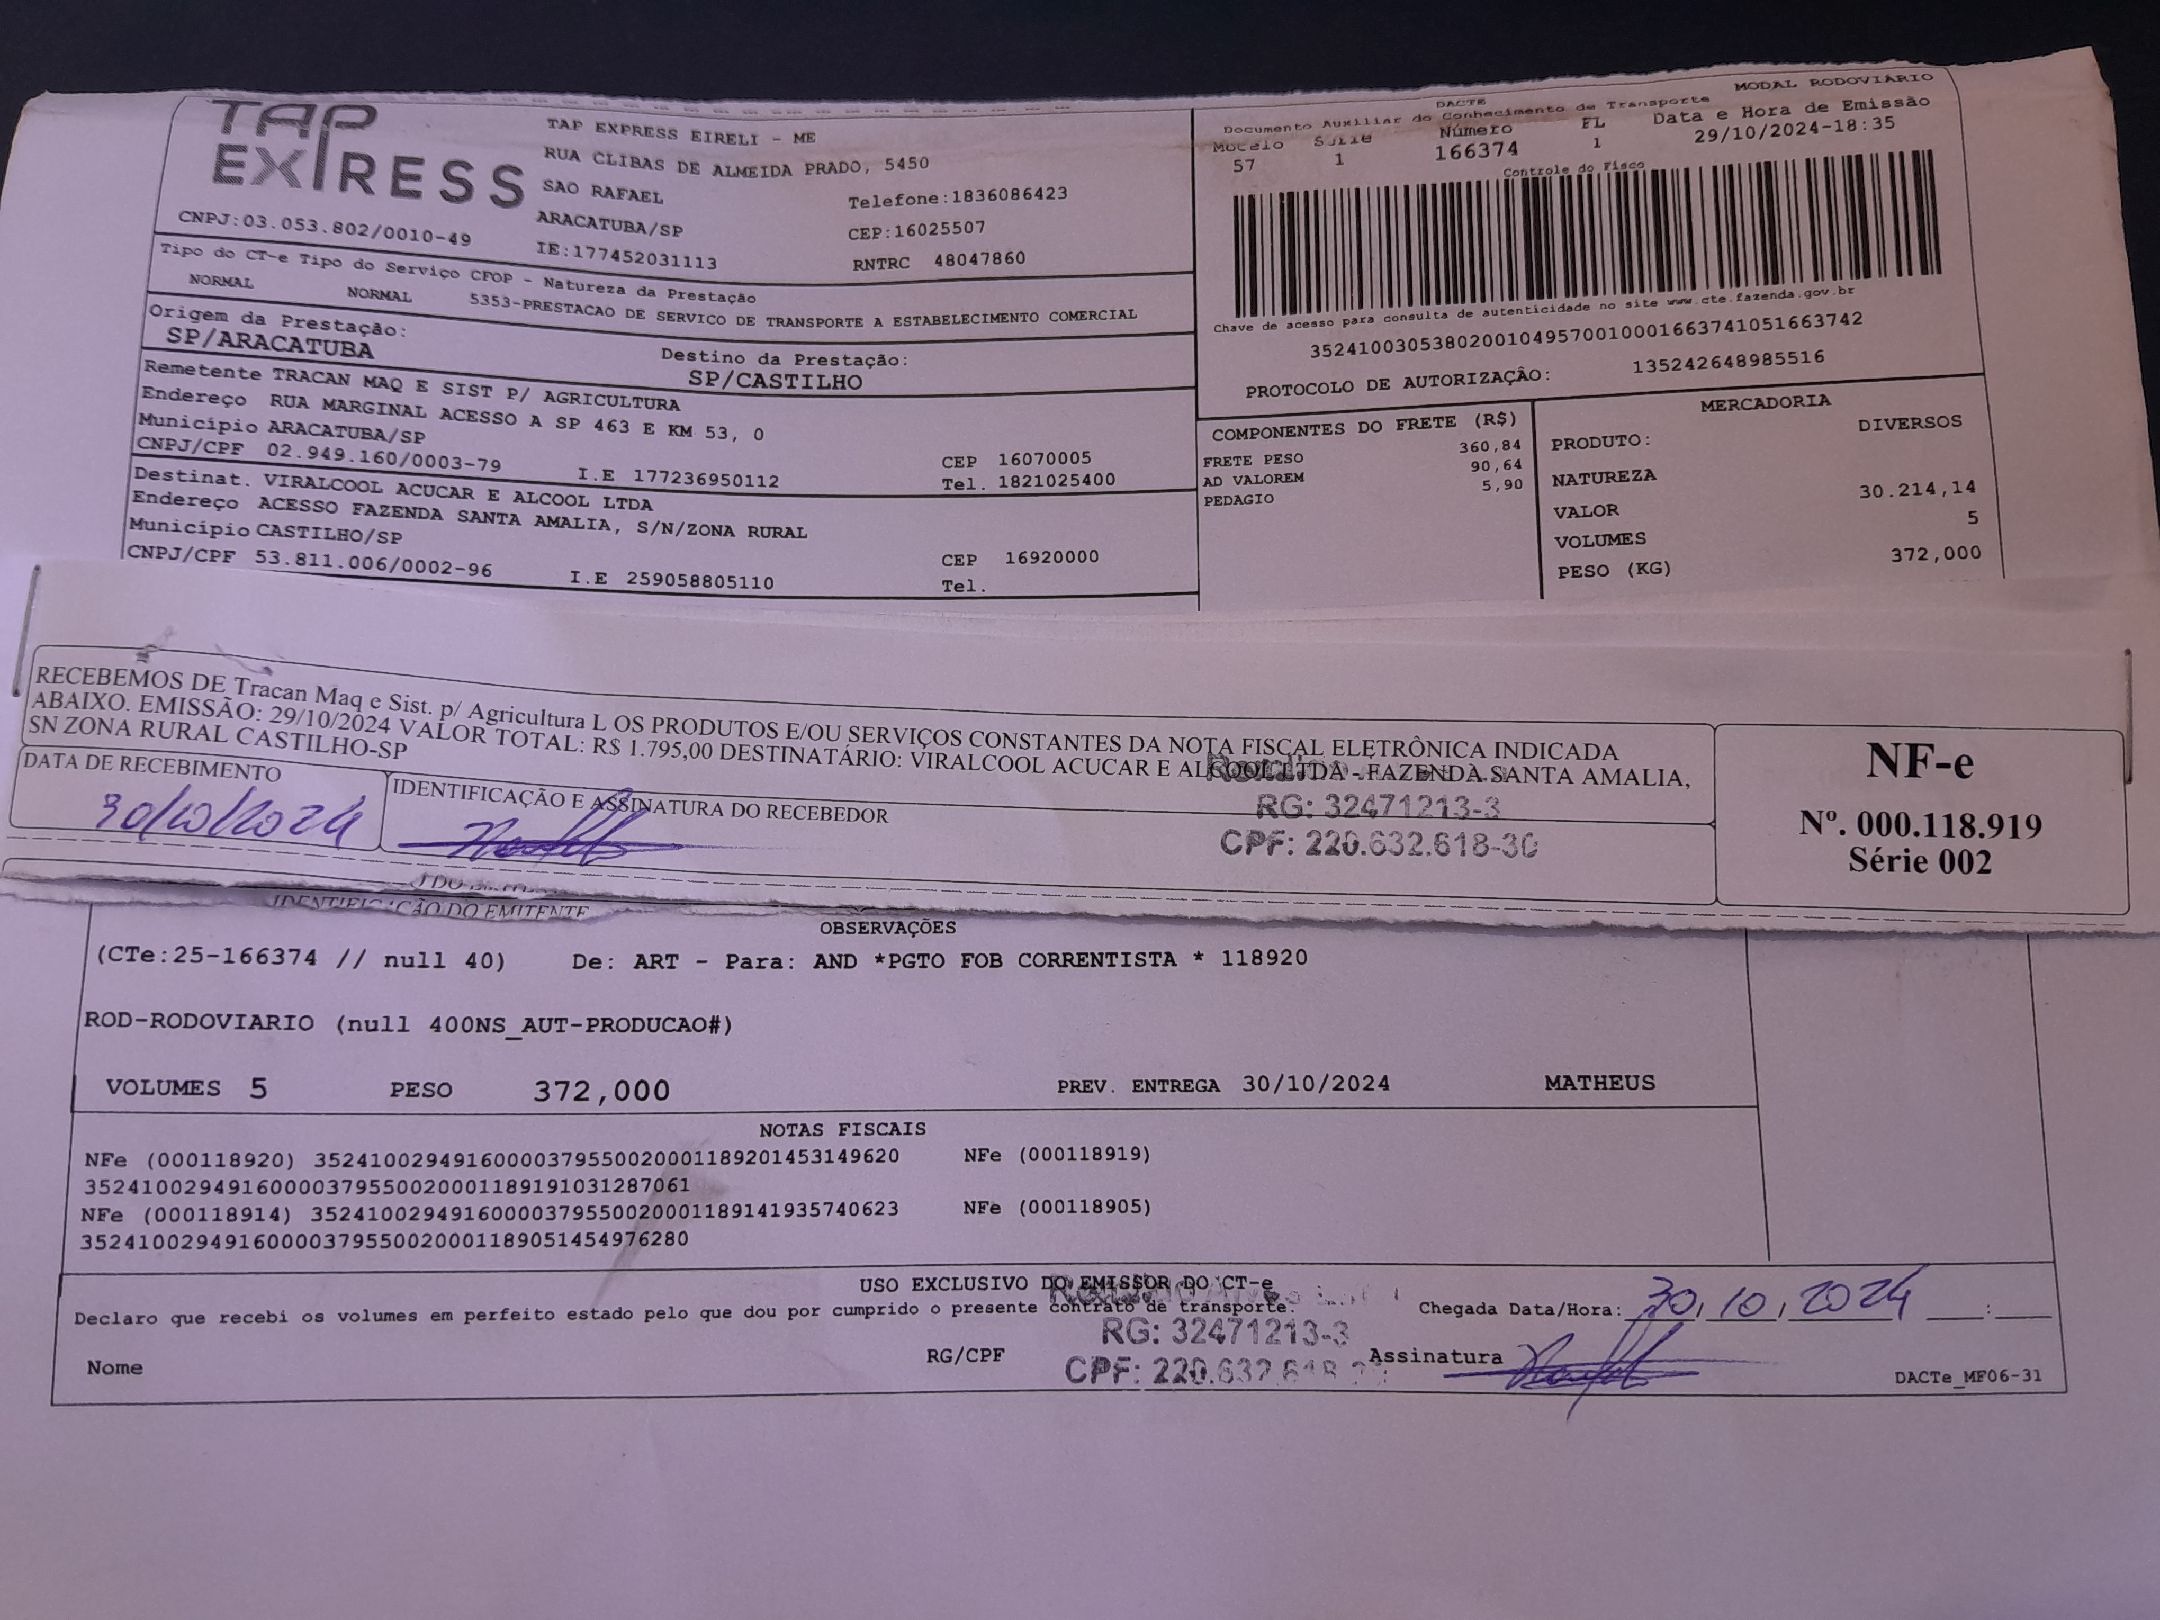 TAP EXPRESS
TAP EXPRESS EIRELI - ME
RUA CLIBAS DE ALMEIDA PRADO, 5450
SAO RAFAEL
Telefone:1836086423
ARACATUBA/SP
CEP:16025507
CNPJ:03.053.802/0010-49
IE:177452031113
RNTRC 48047860
MODAL RODOVIARIO
DACTE
Documento Auxiliar do Conhecimento de Transporte
Modelo Série Número FL Data e Hora de Emissão
57 1 166374 1 29/10/2024-18:35
Controle do Fisco
Chave de acesso para consulta de autenticidade no site www.cte.fazenda.gov.br
35241003053802001049570010001663741051663742
PROTOCOLO DE AUTORIZAÇÃO: 135242648985516
Tipo do CT-e Tipo do Serviço CFOP - Natureza da Prestação
NORMAL NORMAL 5353-PRESTACAO DE SERVICO DE TRANSPORTE A ESTABELECIMENTO COMERCIAL
Origem da Prestação:
SP/ARACATUBA
Destino da Prestação:
SP/CASTILHO
Remetente TRACAN MAQ E SIST P/ AGRICULTURA
Endereço RUA MARGINAL ACESSO A SP 463 E KM 53, 0
Município ARACATUBA/SP
CEP 16070005
CNPJ/CPF 02.949.160/0003-79 I.E 177236950112 Tel. 1821025400
Destinat. VIRALCOOL ACUCAR E ALCOOL LTDA
Endereço ACESSO FAZENDA SANTA AMALIA, S/N/ZONA RURAL
Município CASTILHO/SP
CEP 16920000
CNPJ/CPF 53.811.006/0002-96 I.E 259058805110 Tel.
COMPONENTES DO FRETE (R$)
FRETE PESO 360,84
AD VALOREM 90,64
PEDAGIO 5,90
MERCADORIA
PRODUTO: DIVERSOS
NATUREZA
VALOR 30.214,14
VOLUMES 5
PESO (KG) 372,000
RECEBEMOS DE Tracan Maq e Sist. p/ Agricultura L OS PRODUTOS E/OU SERVIÇOS CONSTANTES DA NOTA FISCAL ELETRÔNICA INDICADA
ABAIXO. EMISSÃO: 29/10/2024 VALOR TOTAL: R$ 1.795,00 DESTINATÁRIO: VIRALCOOL ACUCAR E ALCOOL LTDA - FAZENDA SANTA AMALIA,
SN ZONA RURAL CASTILHO-SP
DATA DE RECEBIMENTO
30/10/2024
IDENTIFICAÇÃO E ASSINATURA DO RECEBEDOR
RG: 32471213-3
CPF: 220.632.618-30
NF-e
Nº. 000.118.919
Série 002
IDENTIFICAÇÃO DO EMITENTE
OBSERVAÇÕES
(CTe:25-166374 // null 40) De: ART - Para: AND *PGTO FOB CORRENTISTA * 118920
ROD-RODOVIARIO (null 400NS_AUT-PRODUCAO#)
VOLUMES 5 PESO 372,000 PREV. ENTREGA 30/10/2024 MATHEUS
NOTAS FISCAIS
NFe (000118920) 35241002949160000379550020001189201453149620 NFe (000118919)
35241002949160000379550020001189191031287061
NFe (000118914) 35241002949160000379550020001189141935740623 NFe (000118905)
35241002949160000379550020001189051454976280
USO EXCLUSIVO DO EMISSOR DO CT-e
Declaro que recebi os volumes em perfeito estado pelo que dou por cumprido o presente contrato de transporte.
Chegada Data/Hora: 30,10,2024 __:__
RG: 32471213-3
Nome RG/CPF CPF: 220.632.618 Assinatura
DACTe_MF06-31